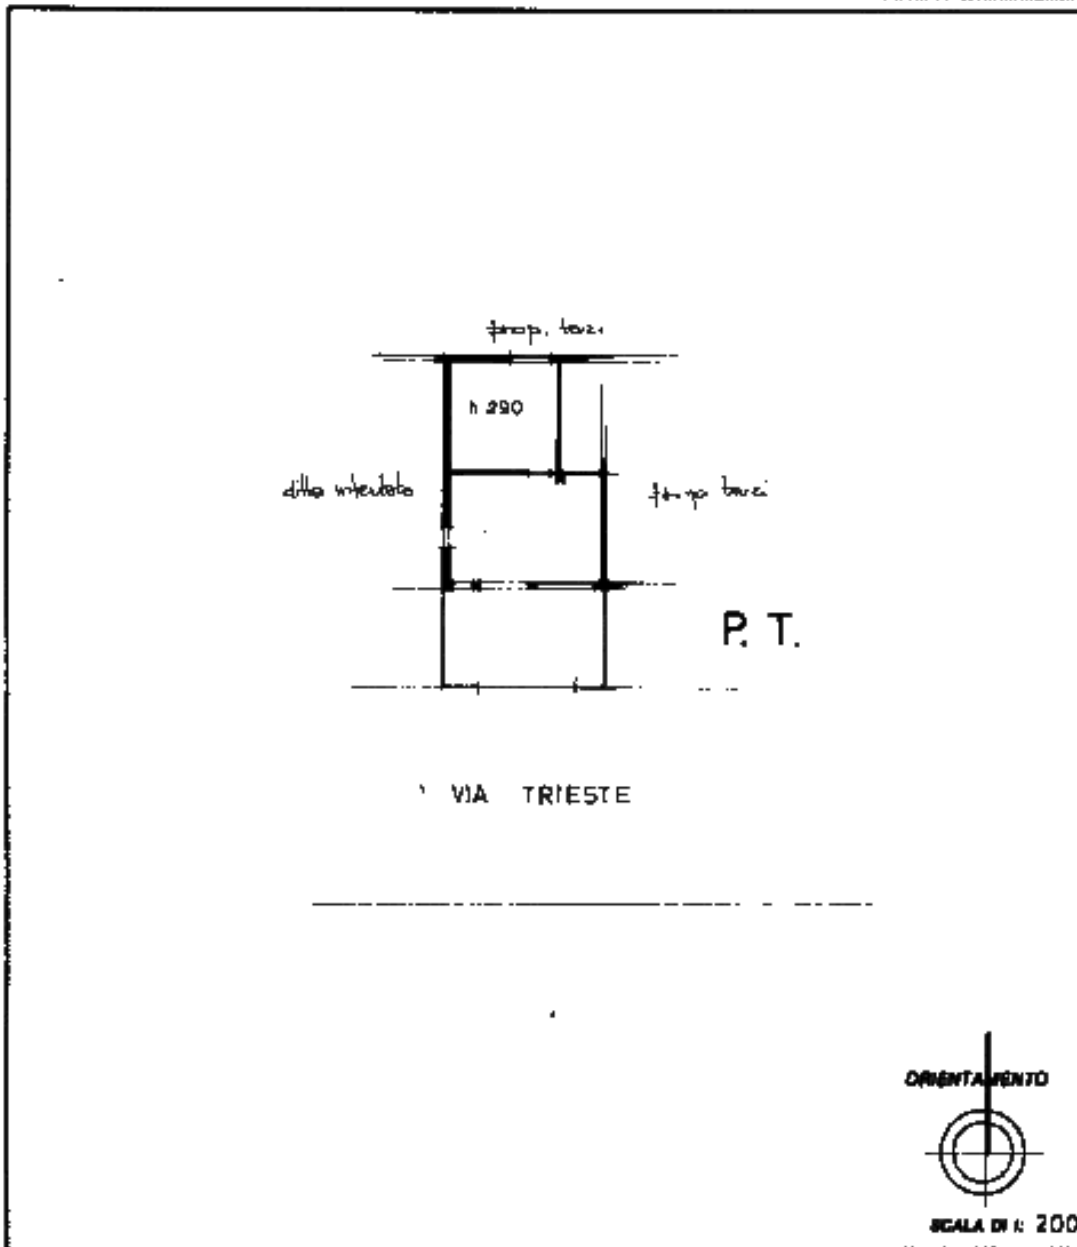 prop. terzi
h 290
ditta intestata
prop terzi
P. T.
VIA TRIESTE
ORIENTAMENTO
SCALA DI 1: 200